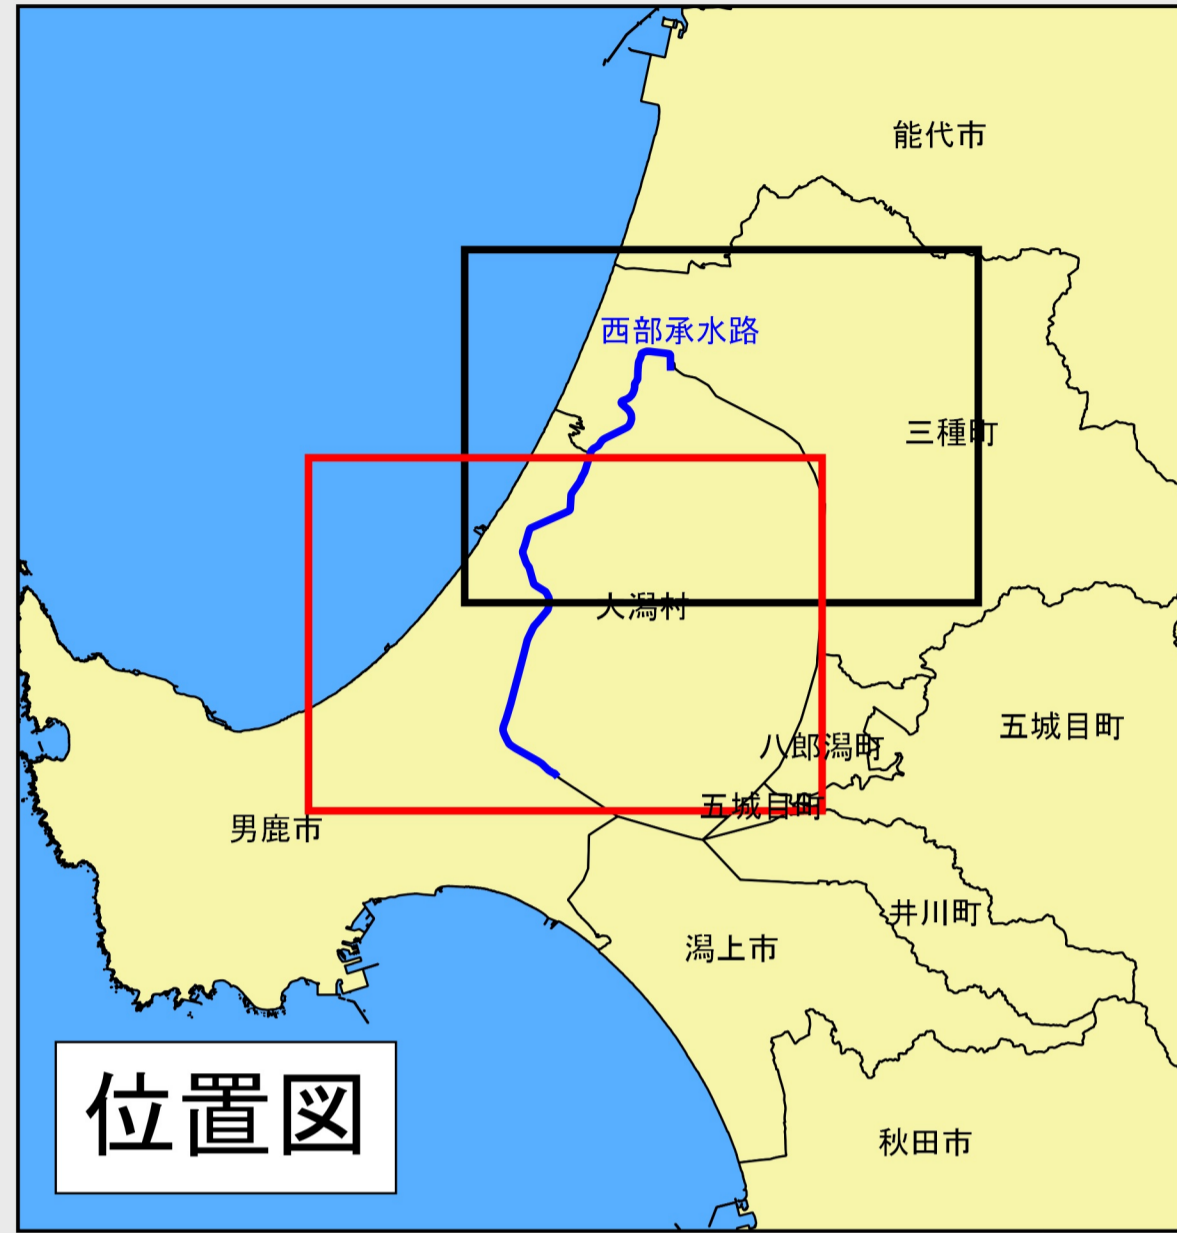 能代市
西部承水路
三種町
大潟村
五城目町
八郎潟町
五城目町
男鹿市
井川町
潟上市
位置図
秋田市